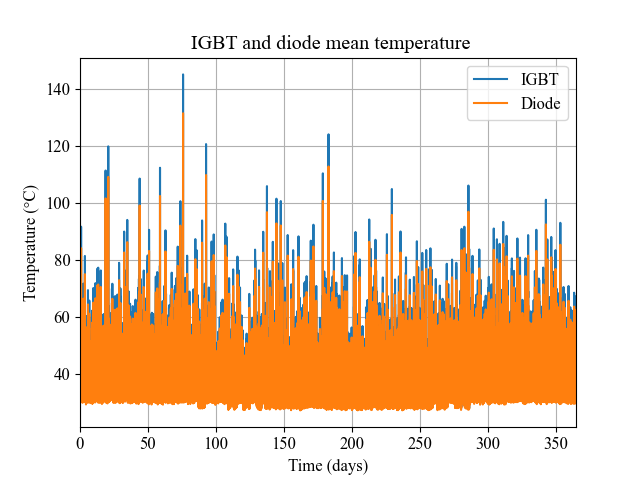 IGBT and diode mean temperature
IGBT
Diode
Temperature (°C)
140
120
100
80
60
40
0 50 100 150 200 250 300 350
Time (days)